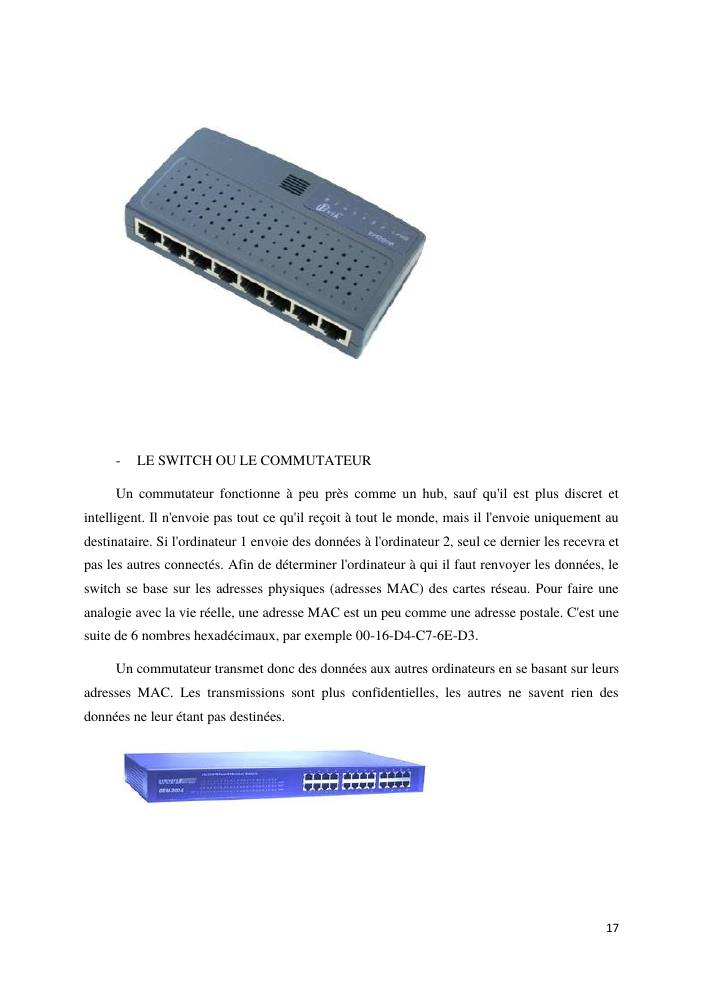 - LE SWITCH OU LE COMMUTATEUR
Un commutateur fonctionne à peu près comme un hub, sauf qu'il est plus discret et
intelligent. Il n'envoie pas tout ce qu'il reçoit à tout le monde, mais il l'envoie uniquement au
destinataire. Si l'ordinateur 1 envoie des données à l'ordinateur 2, seul ce dernier les recevra et
pas les autres connectés. Afin de déterminer l'ordinateur à qui il faut renvoyer les données, le
switch se base sur les adresses physiques (adresses MAC) des cartes réseau. Pour faire une
analogie avec la vie réelle, une adresse MAC est un peu comme une adresse postale. C'est une
suite de 6 nombres hexadécimaux, par exemple 00-16-D4-C7-6E-D3.
Un commutateur transmet donc des données aux autres ordinateurs en se basant sur leurs
adresses MAC. Les transmissions sont plus confidentielles, les autres ne savent rien des
données ne leur étant pas destinées.
17